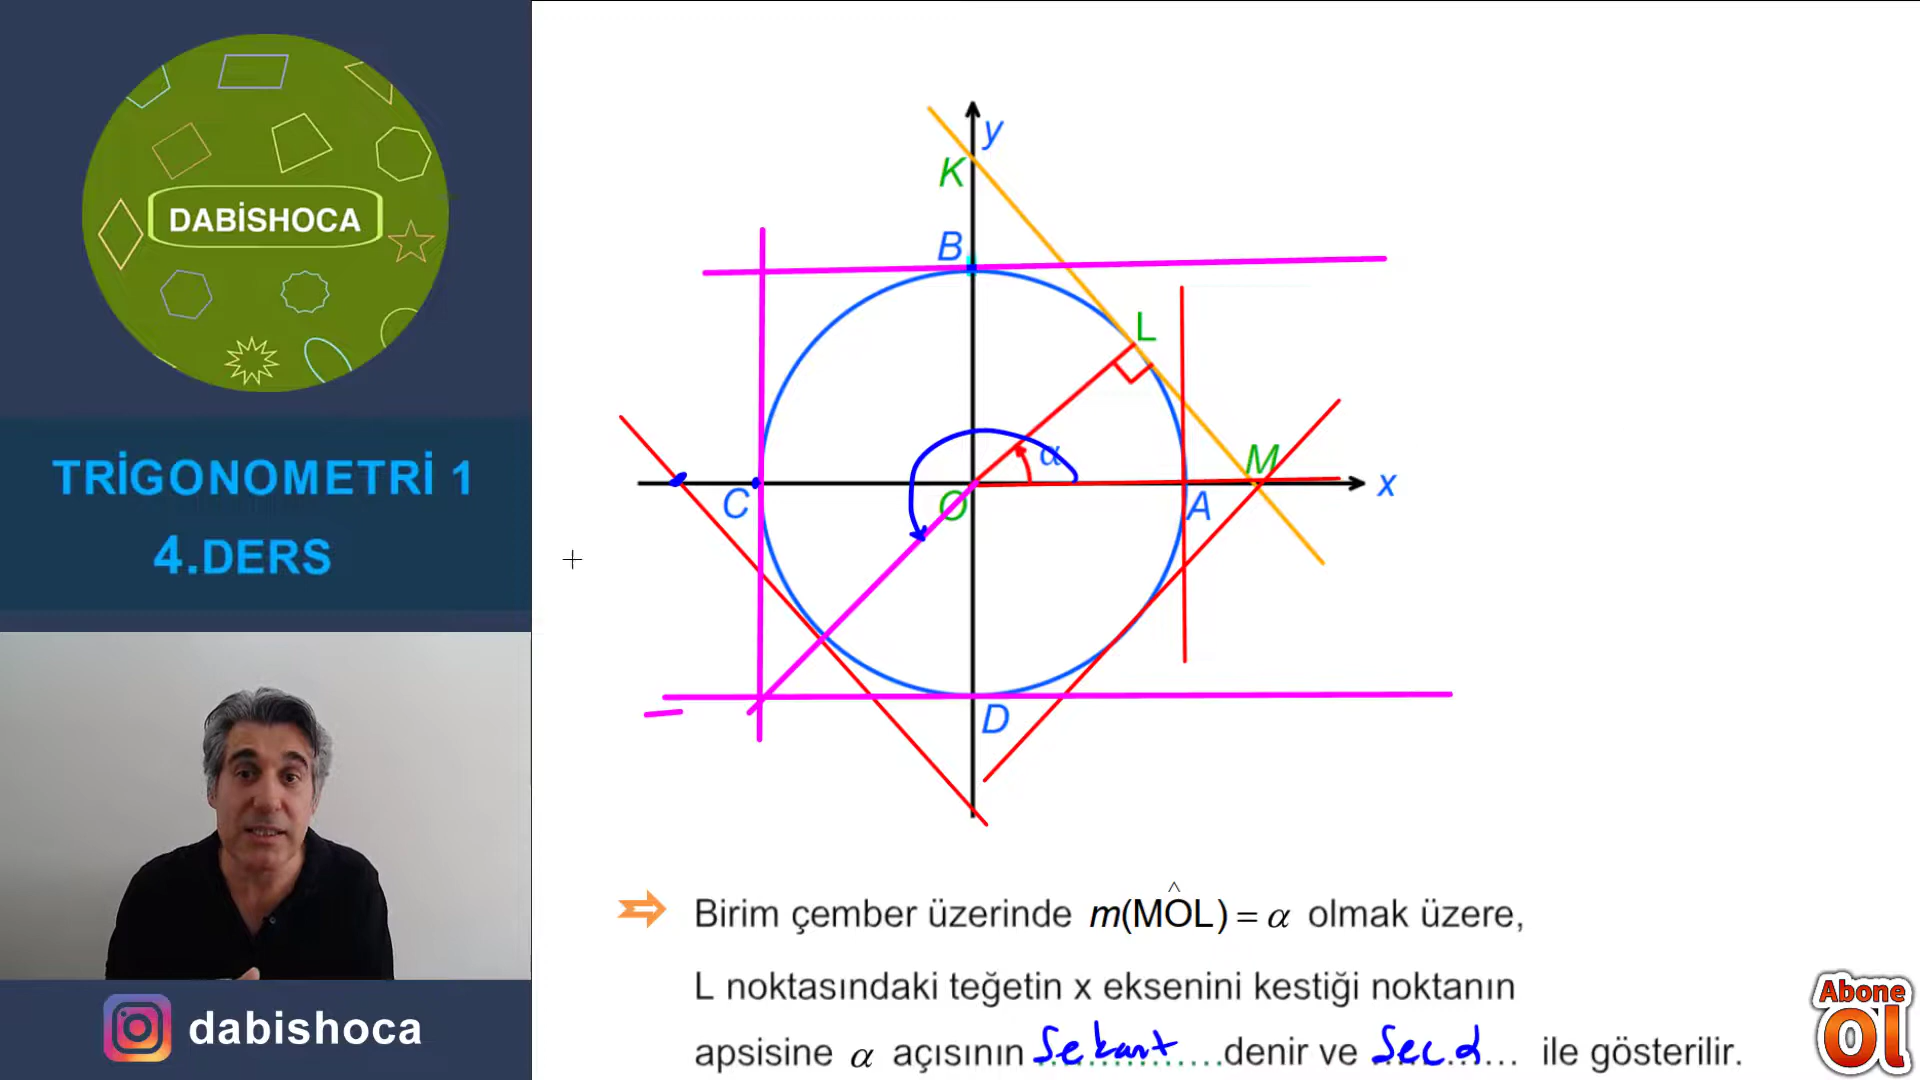 DABİSHOCA
TRİGONOMETRİ 1
4.DERS
dabishoca
y
K
B
L
α
M
x
C
O
A
D
Birim çember üzerinde m(MÔL) = α olmak üzere,
L noktasındaki teğetin x eksenini kestiği noktanın
apsisine α açısının Sekant denir ve Sec α ile gösterilir.
Abone
Ol